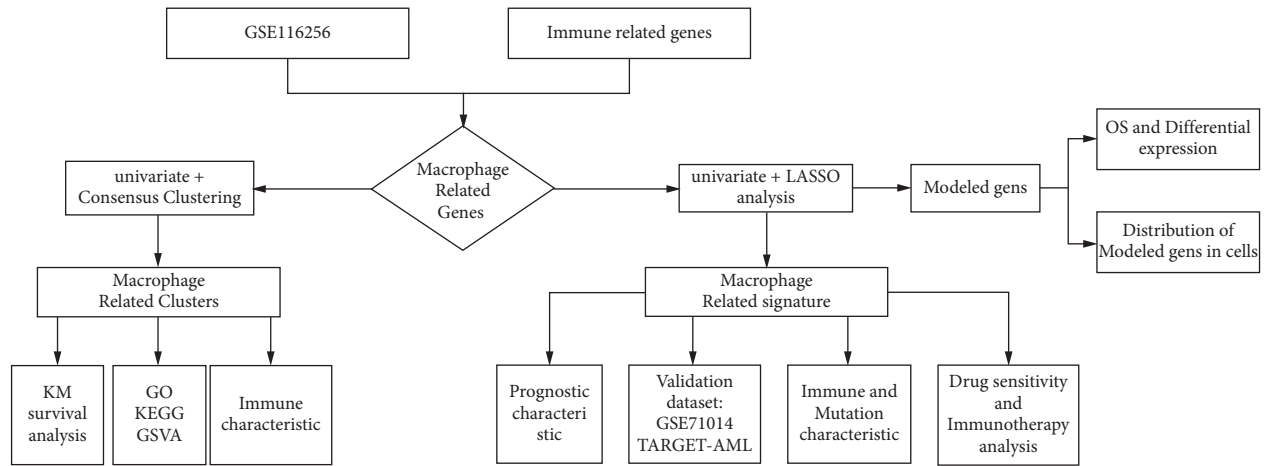 GSE116256
Immune related genes
Macrophage
Related
Genes
univariate +
Consensus Clustering
univariate + LASSO
analysis
Modeled gens
OS and Differential
expression
Distribution of
Modeled gens in cells
Macrophage
Related Clusters
Macrophage
Related signature
KM
survival
analysis
GO
KEGG
GSVA
Immune
characteristic
Prognostic
characteri
stic
Validation
dataset:
GSE71014
TARGET-AML
Immune and
Mutation
characteristic
Drug sensitivity
and
Immunotherapy
analysis